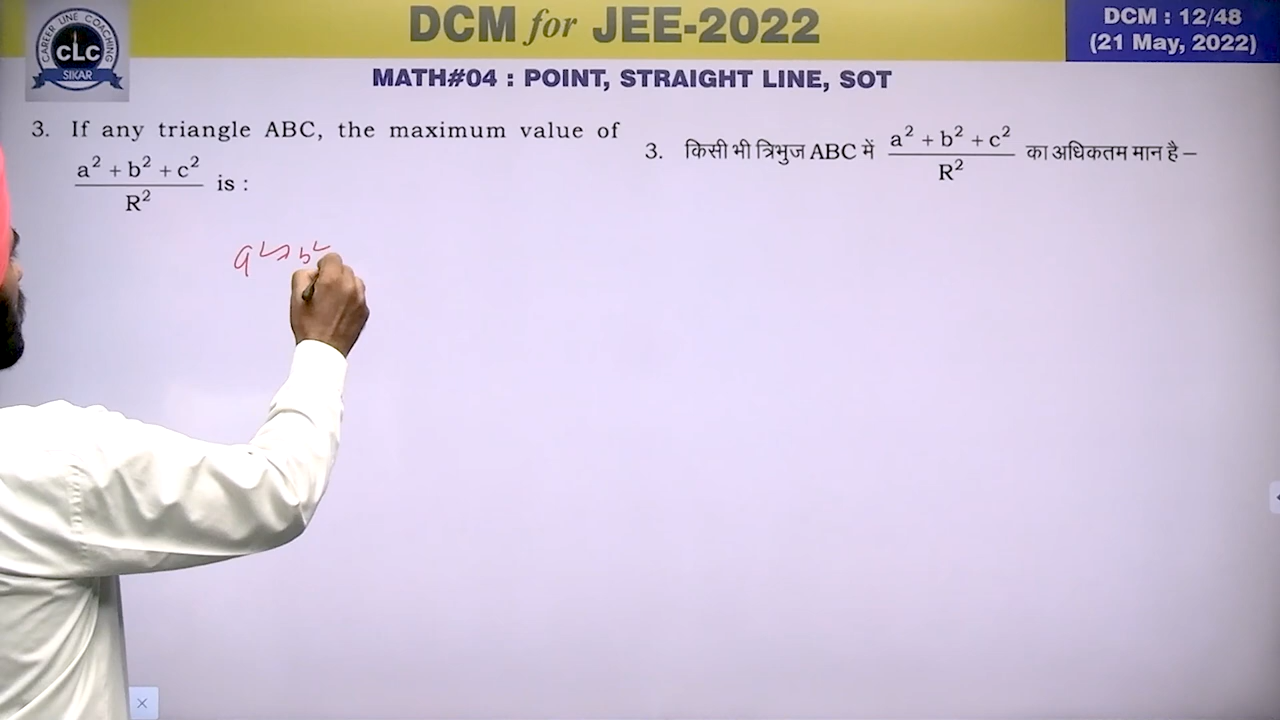 CAREER LINE COACHING
CLC
SIKAR
DCM for JEE-2022
DCM : 12/48
(21 May, 2022)
MATH#04 : POINT, STRAIGHT LINE, SOT
3. If any triangle ABC, the maximum value of
a² + b² + c²
R²
is :
3. किसी भी त्रिभुज ABC में a² + b² + c² का अधिकतम मान है –
R²